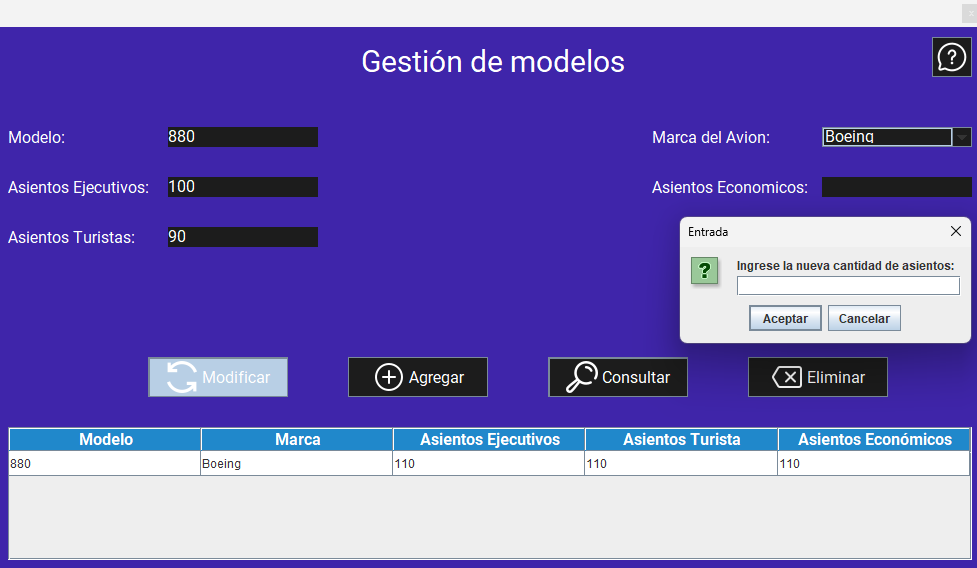 Gestión de modelos
Modelo: 880
Marca del Avion: Boeing
Asientos Ejecutivos: 100
Asientos Economicos:
Asientos Turistas: 90
Entrada
Ingrese la nueva cantidad de asientos:
Aceptar Cancelar
Modificar Agregar Consultar Eliminar
Modelo Marca Asientos Ejecutivos Asientos Turista Asientos Económicos
880 Boeing 110 110 110